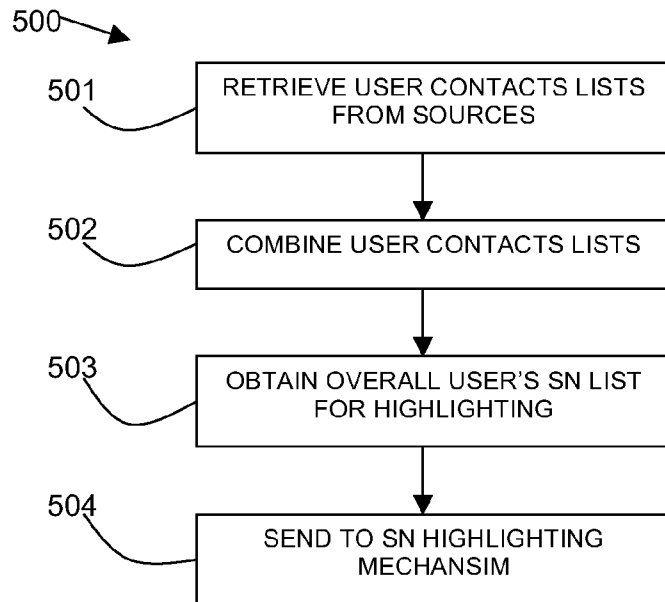 500
501
RETRIEVE USER CONTACTS LISTS
FROM SOURCES
502
COMBINE USER CONTACTS LISTS
503
OBTAIN OVERALL USER'S SN LIST
FOR HIGHLIGHTING
504
SEND TO SN HIGHLIGHTING
MECHANSIM